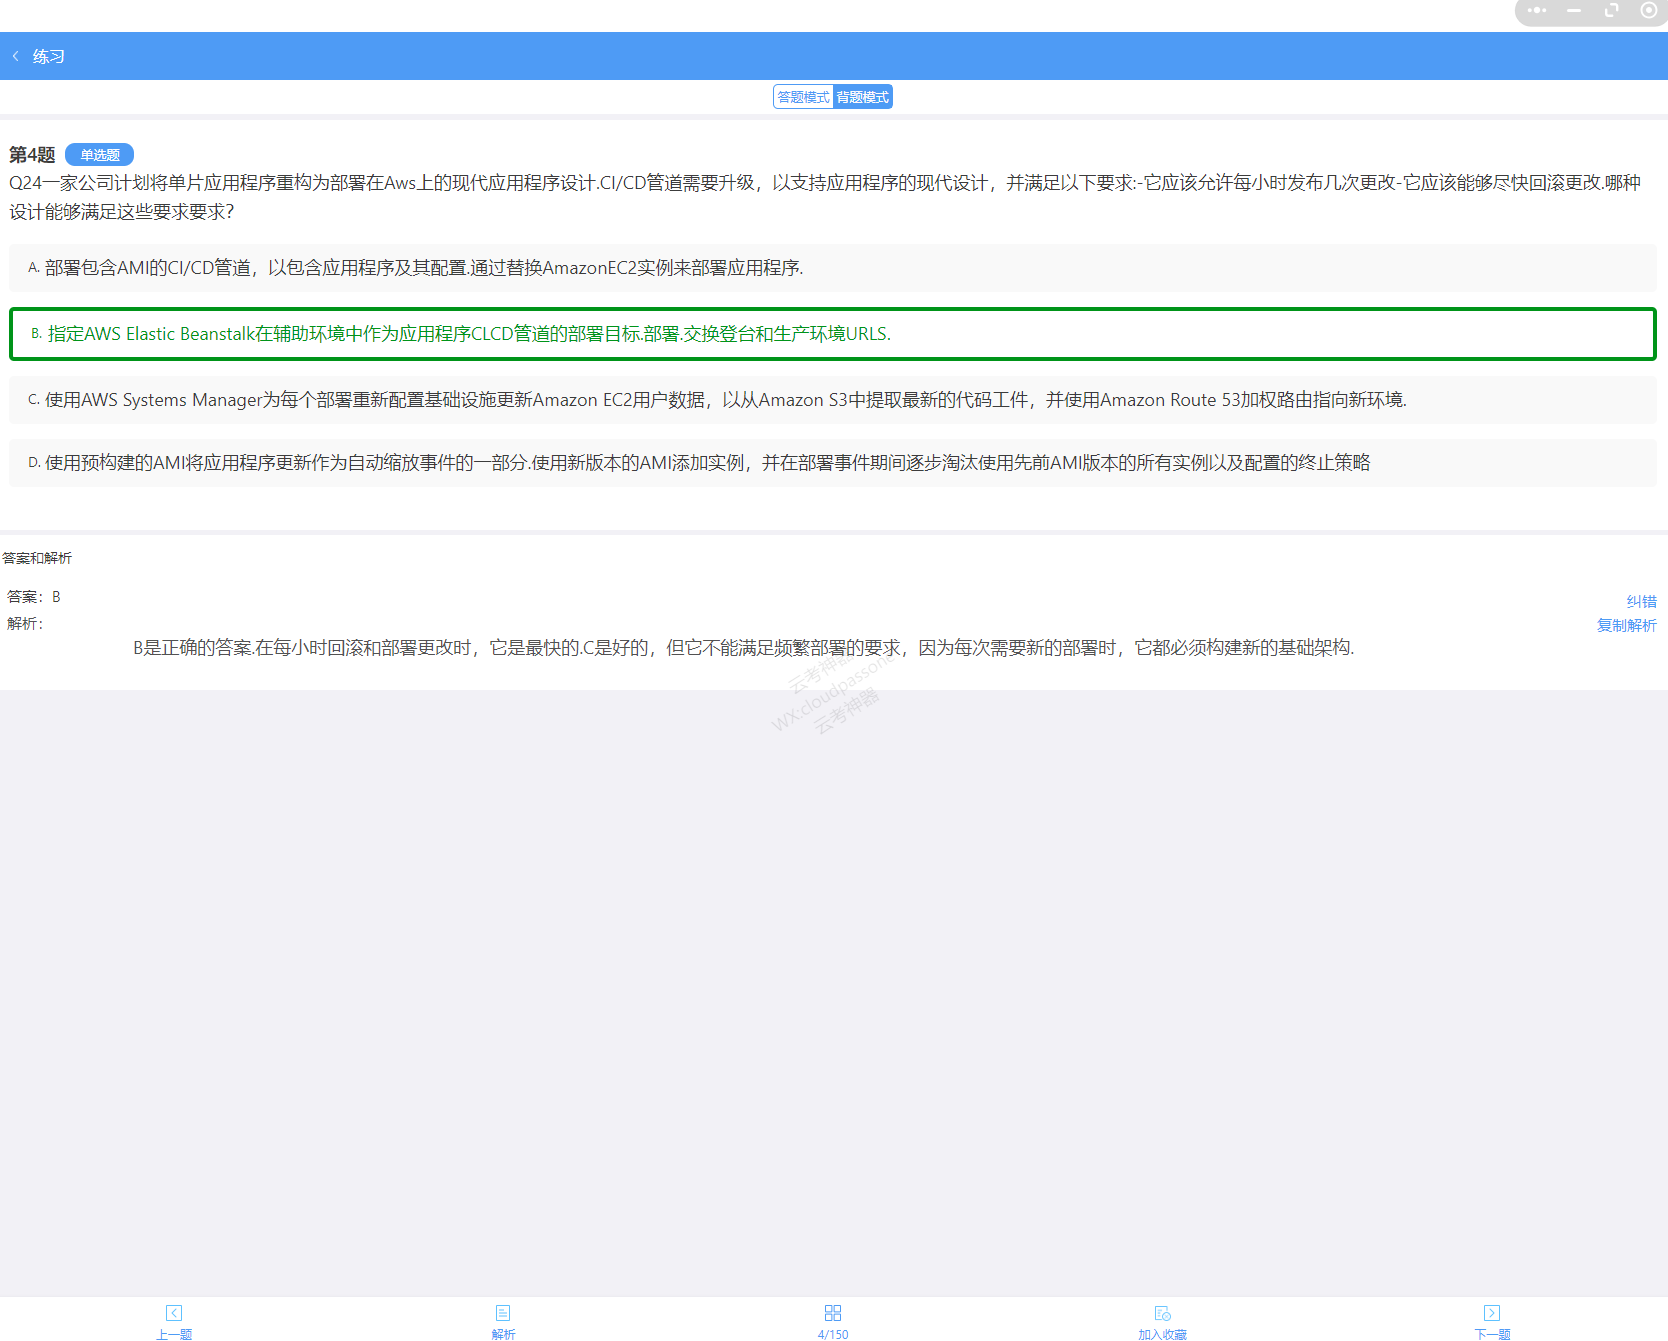 练习
答题模式 背题模式
第4题 单选题
Q24一家公司计划将单片应用程序重构为部署在Aws上的现代应用程序设计.CI/CD管道需要升级，以支持应用程序的现代设计，并满足以下要求:-它应该允许每小时发布几次更改-它应该能够尽快回滚更改.哪种
设计能够满足这些要求要求?
A. 部署包含AMI的CI/CD管道，以包含应用程序及其配置.通过替换AmazonEC2实例来部署应用程序.
B. 指定AWS Elastic Beanstalk在辅助环境中作为应用程序CLCD管道的部署目标.部署.交换登台和生产环境URLS.
C. 使用AWS Systems Manager为每个部署重新配置基础设施更新Amazon EC2用户数据，以从Amazon S3中提取最新的代码工件，并使用Amazon Route 53加权路由指向新环境.
D. 使用预构建的AMI将应用程序更新作为自动缩放事件的一部分.使用新版本的AMI添加实例，并在部署事件期间逐步淘汰使用先前AMI版本的所有实例以及配置的终止策略
答案和解析
答案：B
纠错
解析：
复制解析
B是正确的答案.在每小时回滚和部署更改时，它是最快的.C是好的，但它不能满足频繁部署的要求，因为每次需要新的部署时，它都必须构建新的基础架构.
云考神器
WX:cloudpassone
云考神器
上一题 解析 4/150 加入收藏 下一题